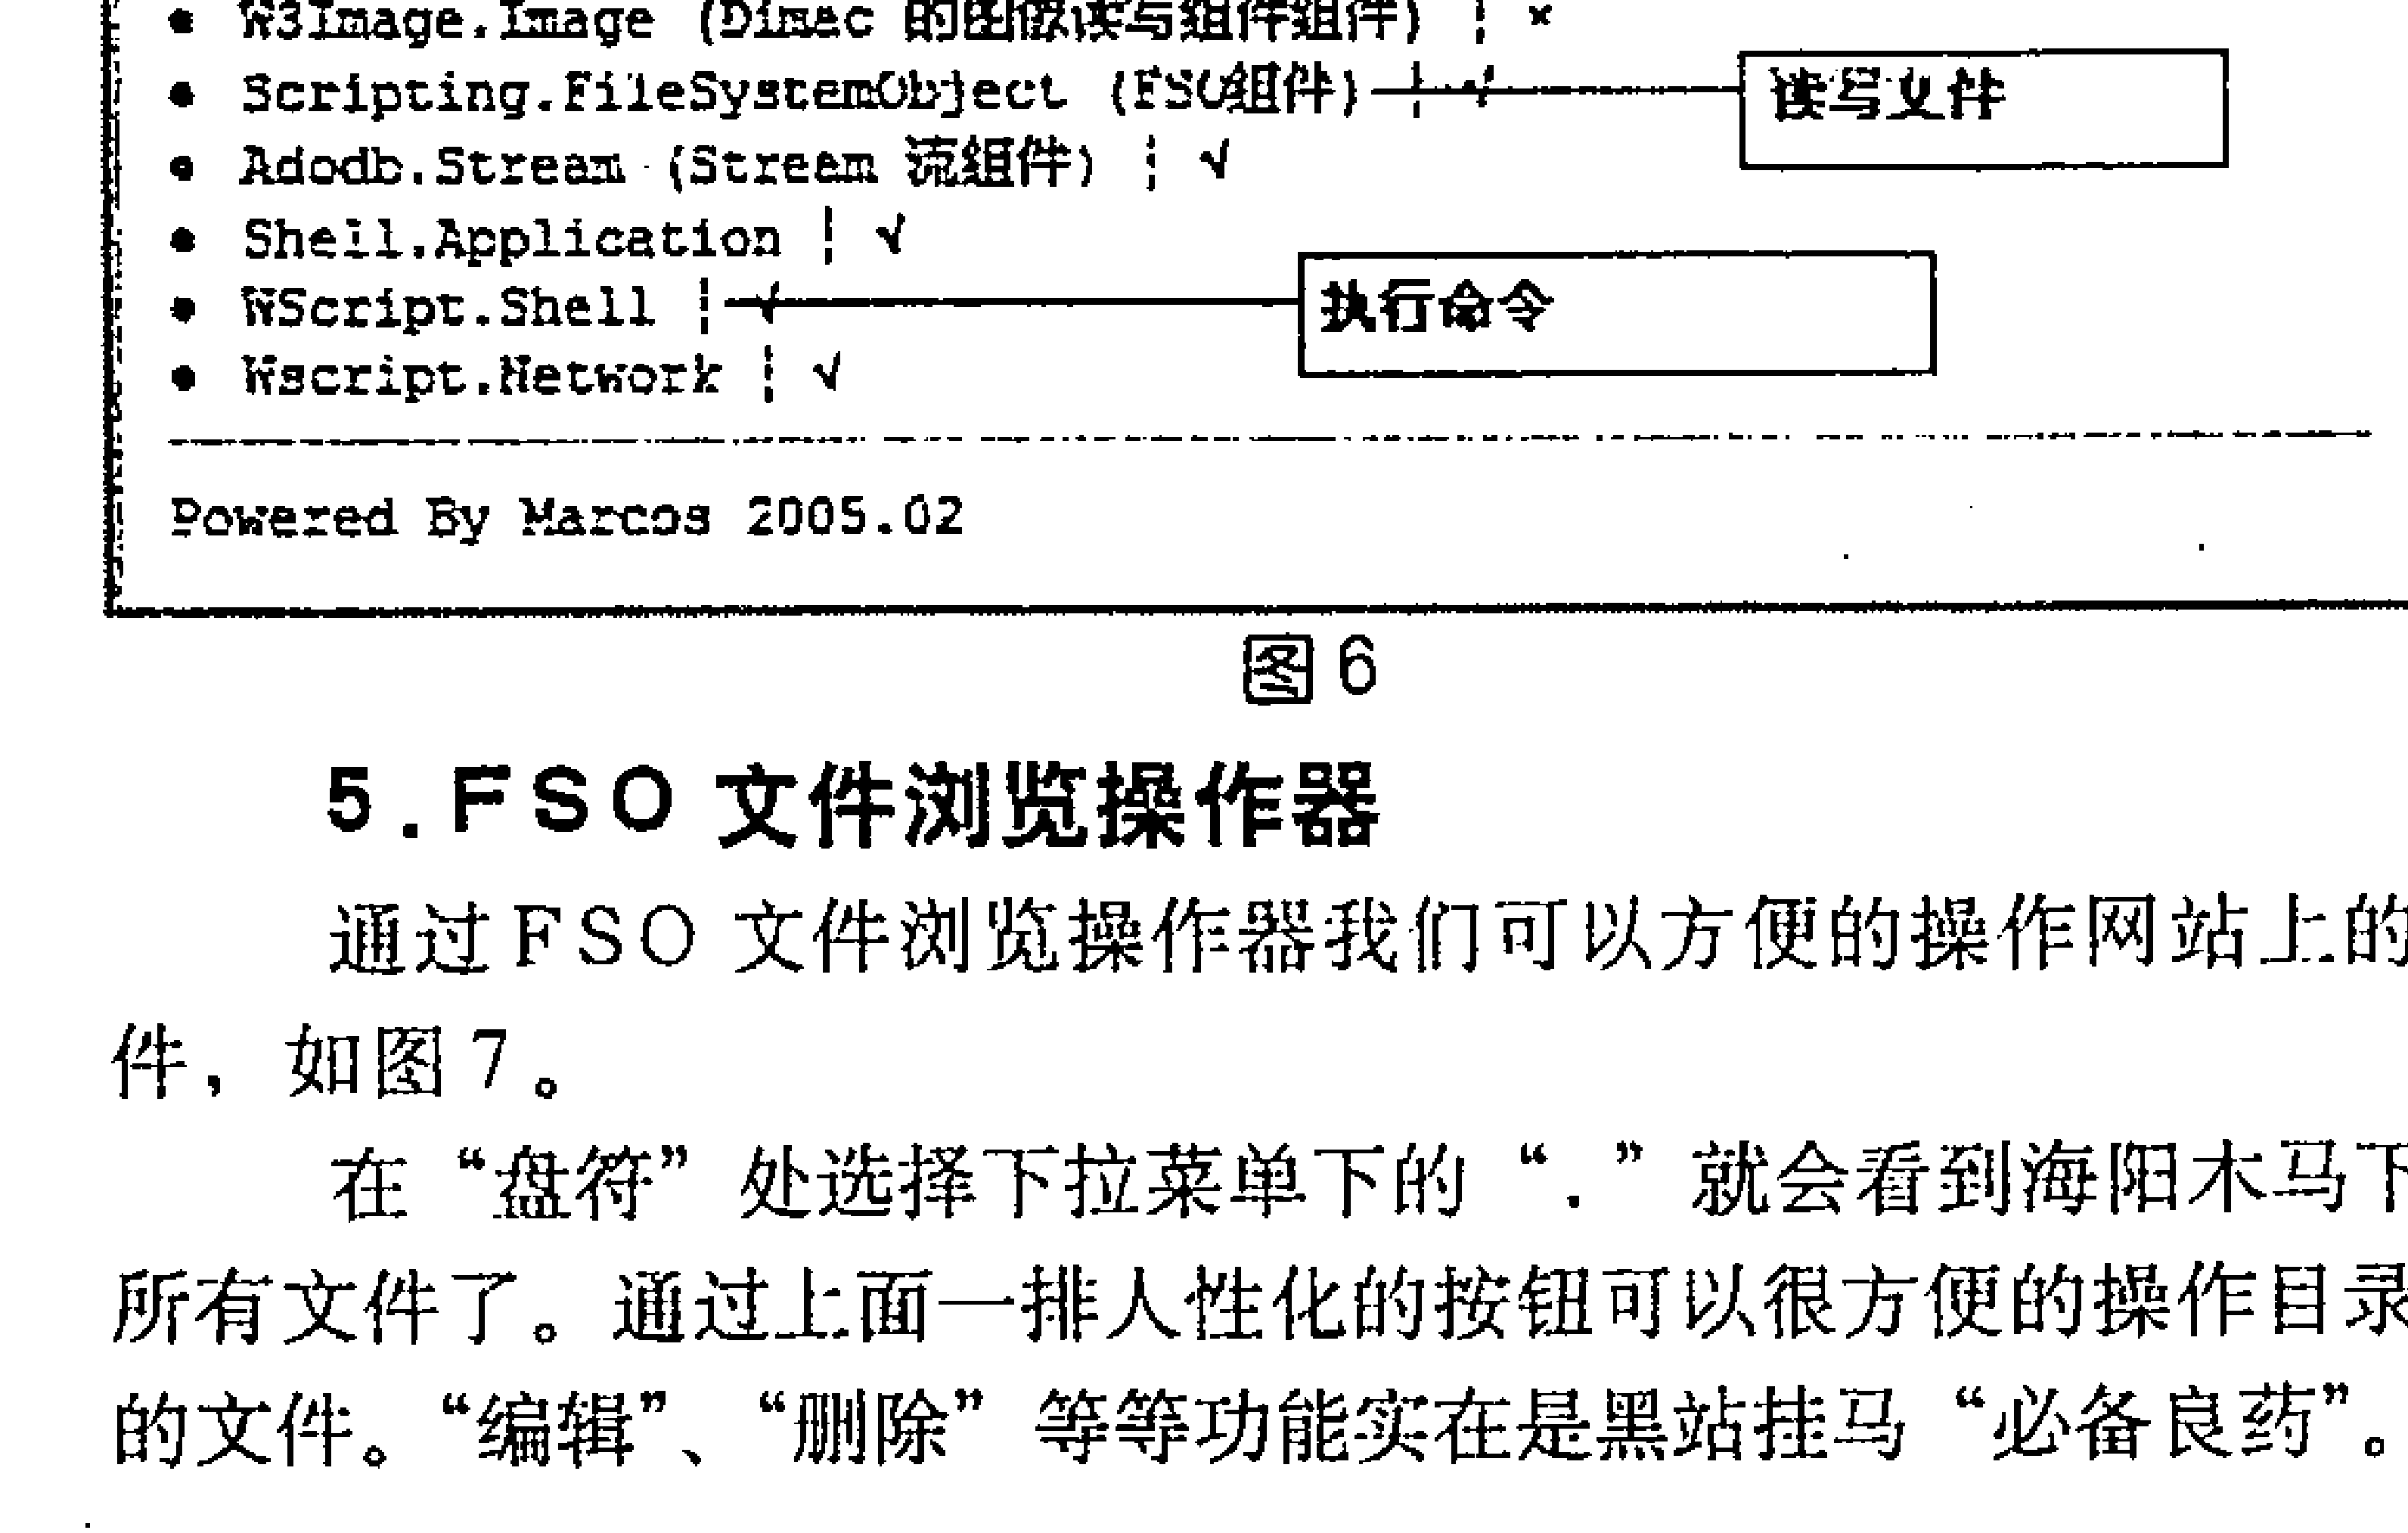 • W3Image.Image (Dimac 的图像读写组件组件) ¦ ×
• Scripting.FileSystemObject (FSO组件) ¦ √ 读写文件
• Adodb.Stream (Stream 流组件) ¦ √
• Shell.Application ¦ √
• WScript.Shell ¦ √ 执行命令
• Wscript.Network ¦ √
Powered By Marcos 2005.02
图6
5.FSO 文件浏览操作器
通过FSO 文件浏览操作器我们可以方便的操作网站上的
件，如图7。
在“盘符”处选择下拉菜单下的“.”就会看到海阳木马下
所有文件了。通过上面一排人性化的按钮可以很方便的操作目录
的文件。“编辑”、“删除”等等功能实在是黑站挂马“必备良药”。